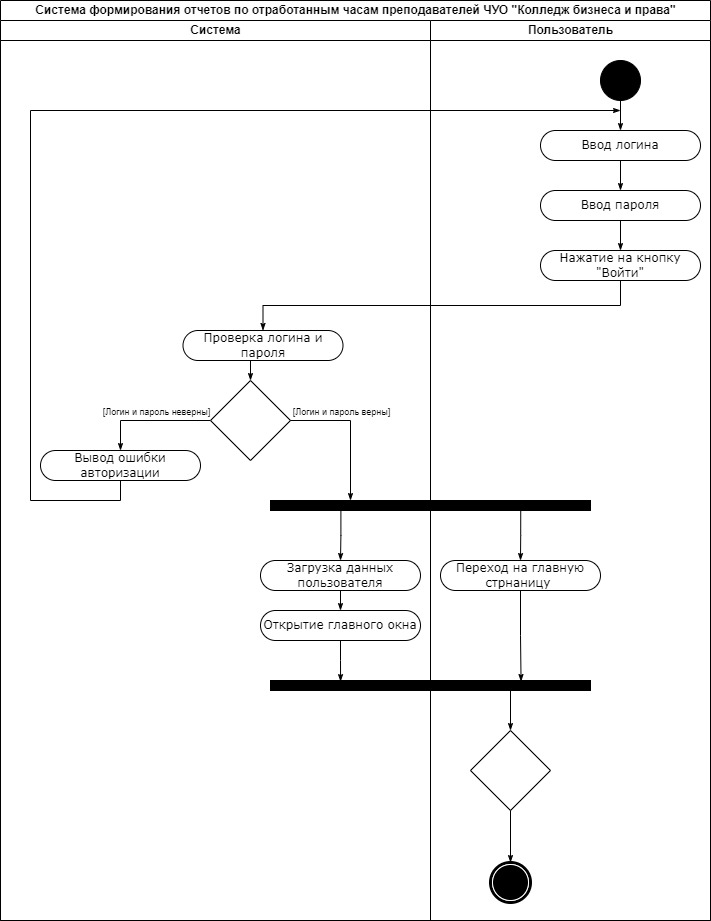 Система формирования отчетов по отработанным часам преподавателей ЧУО "Колледж бизнеса и права"
Система
Пользователь
Ввод логина
Ввод пароля
Нажатие на кнопку
"Войти"
Проверка логина и
пароля
[Логин и пароль неверны]
[Логин и пароль верны]
Вывод ошибки
авторизации
Загрузка данных
пользователя
Переход на главную
стрнаницу
Открытие главного окна